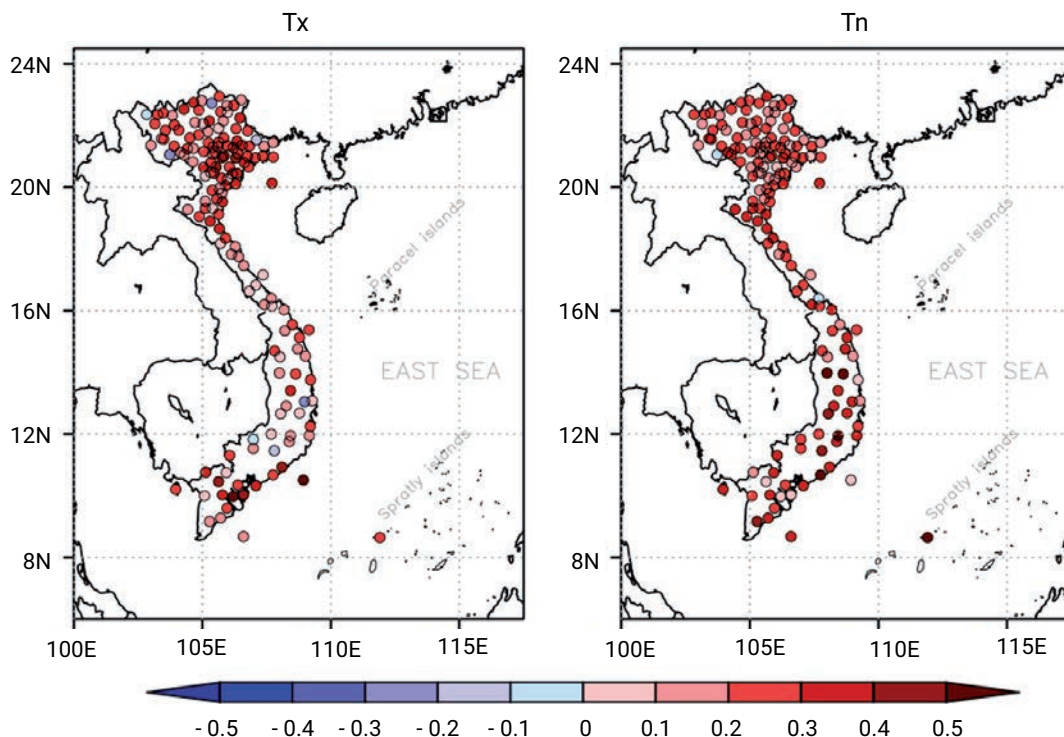 Tx
Tn
24N
20N
16N
12N
8N
100E
105E
110E
115E
Paracel islands
EAST SEA
Spratly islands
24N
20N
16N
12N
8N
100E
105E
110E
115E
Paracel islands
EAST SEA
Spratly islands
- 0.5
- 0.4
- 0.3
- 0.2
- 0.1
0
0.1
0.2
0.3
0.4
0.5